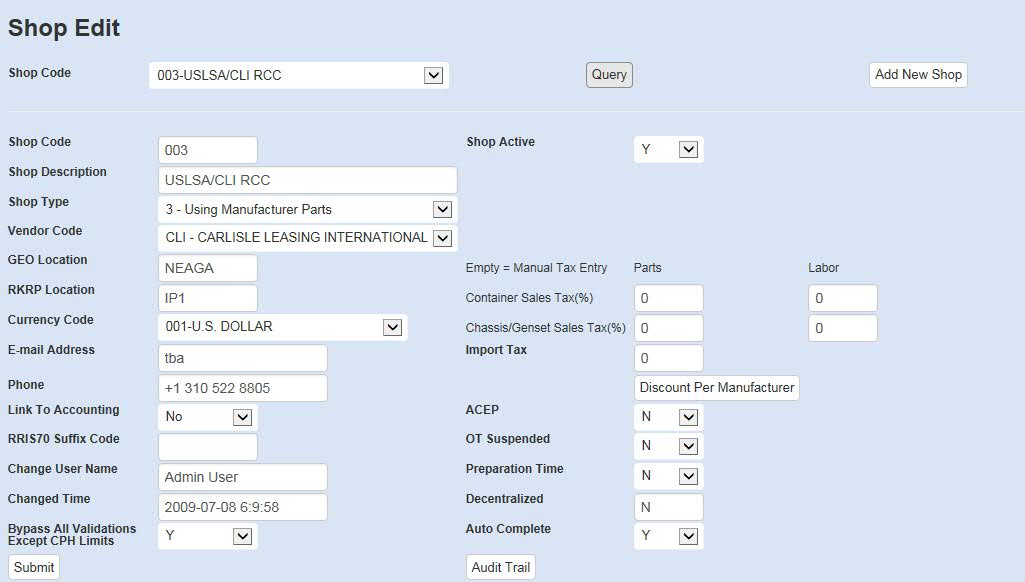 Shop Edit
Shop Code 003-USLSA/CLI RCC Query Add New Shop
Shop Code 003 Shop Active Y
Shop Description USLSA/CLI RCC
Shop Type 3 - Using Manufacturer Parts
Vendor Code CLI - CARLISLE LEASING INTERNATIONAL
GEO Location NEAGA Empty = Manual Tax Entry Parts Labor
RKRP Location IP1 Container Sales Tax(%) 0 0
Currency Code 001-U.S. DOLLAR Chassis/Genset Sales Tax(%) 0 0
E-mail Address tba Import Tax 0
Phone +1 310 522 8805 Discount Per Manufacturer
Link To Accounting No ACEP N
RRIS70 Suffix Code OT Suspended N
Change User Name Admin User Preparation Time N
Changed Time 2009-07-08 6:9:58 Decentralized N
Bypass All Validations
Except CPH Limits Y Auto Complete Y
Submit Audit Trail